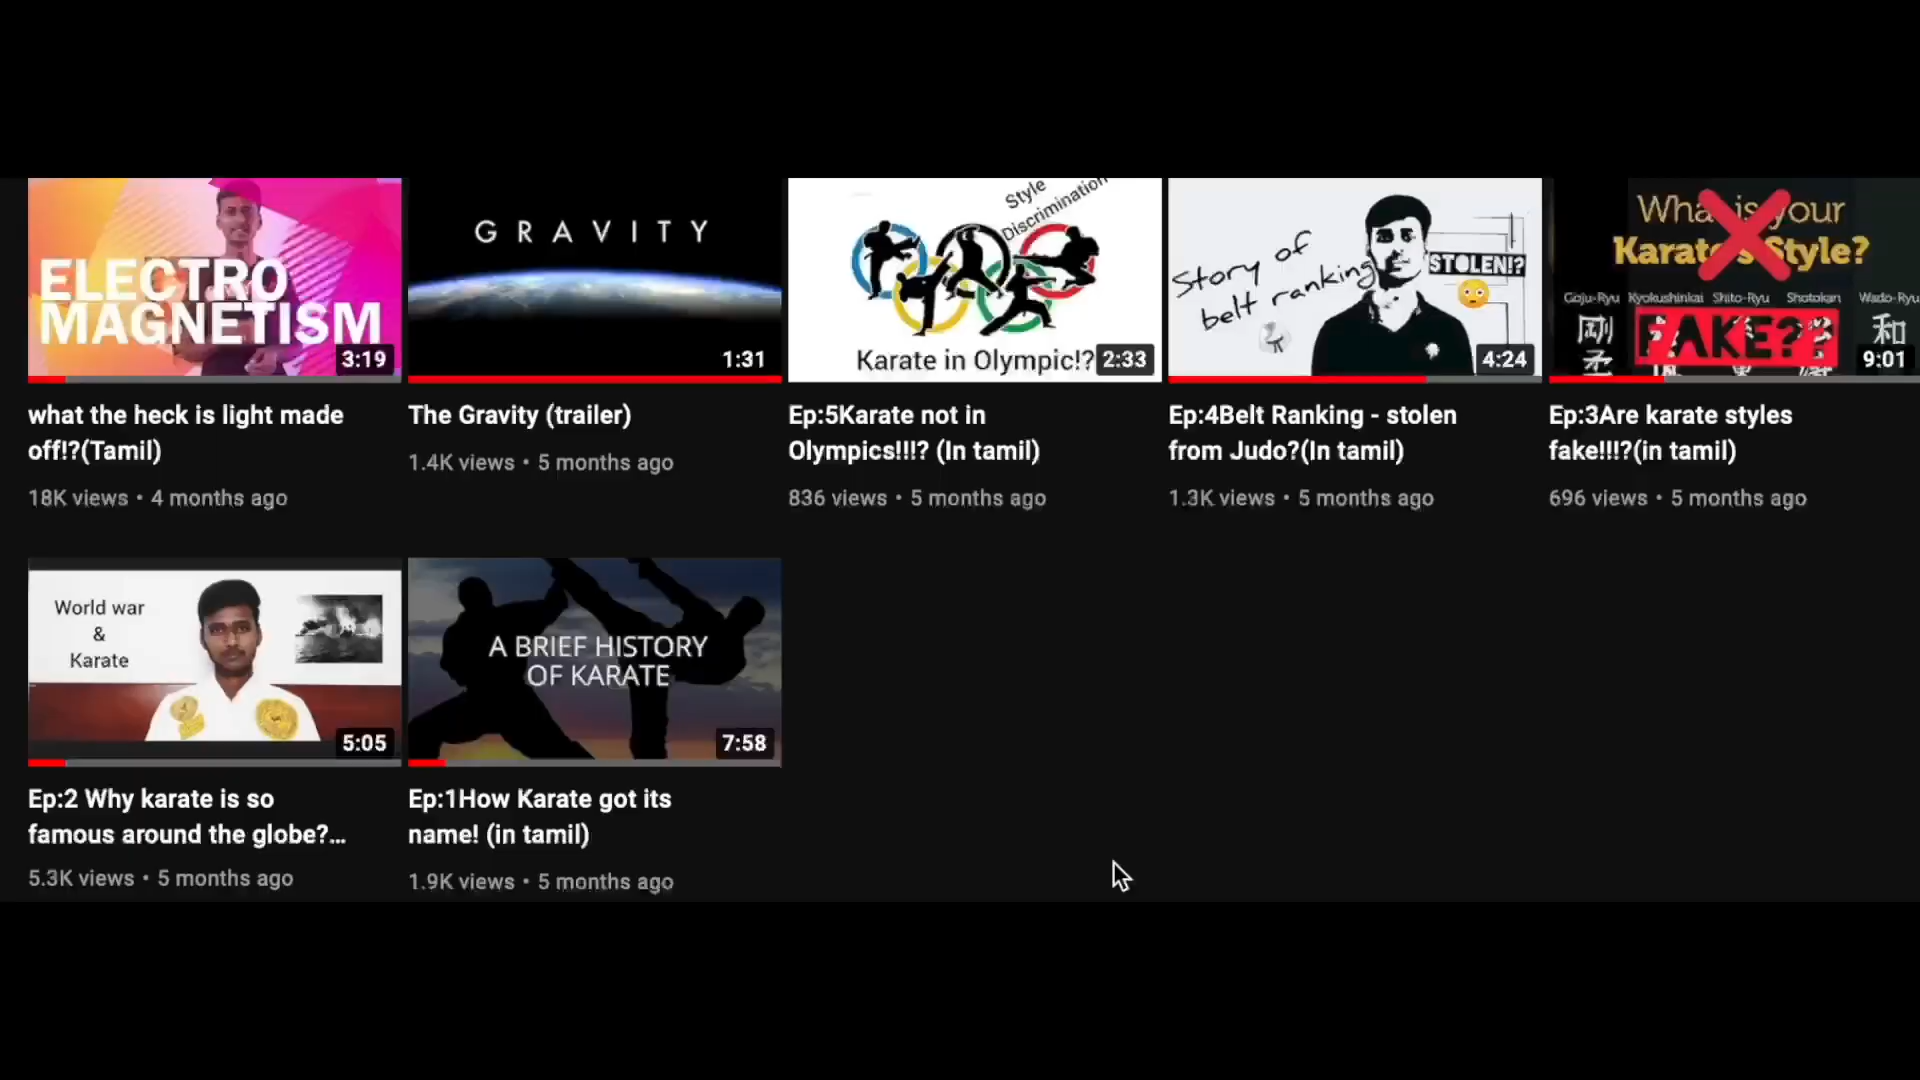 ELECTRO
MAGNETISM
3:19
what the heck is light made
off!?(Tamil)
18K views • 4 months ago
GRAVITY
1:31
The Gravity (trailer)
1.4K views • 5 months ago
Style
Discrimination
Karate in Olympic!?
2:33
Ep:5Karate not in
Olympics!!!? (In tamil)
836 views • 5 months ago
Story of
belt ranking
STOLEN!?
4:24
Ep:4Belt Ranking - stolen
from Judo?(In tamil)
1.3K views • 5 months ago
What is your
Karate's Style?
Goju-Ryu Kyokushinkai Shito-Ryu Shotokan Wado-Ryu
剛 和
柔
FAKE??
9:01
Ep:3Are karate styles
fake!!!?(in tamil)
696 views • 5 months ago
World war
&
Karate
5:05
Ep:2 Why karate is so
famous around the globe?...
5.3K views • 5 months ago
A BRIEF HISTORY
OF KARATE
7:58
Ep:1How Karate got its
name! (in tamil)
1.9K views • 5 months ago